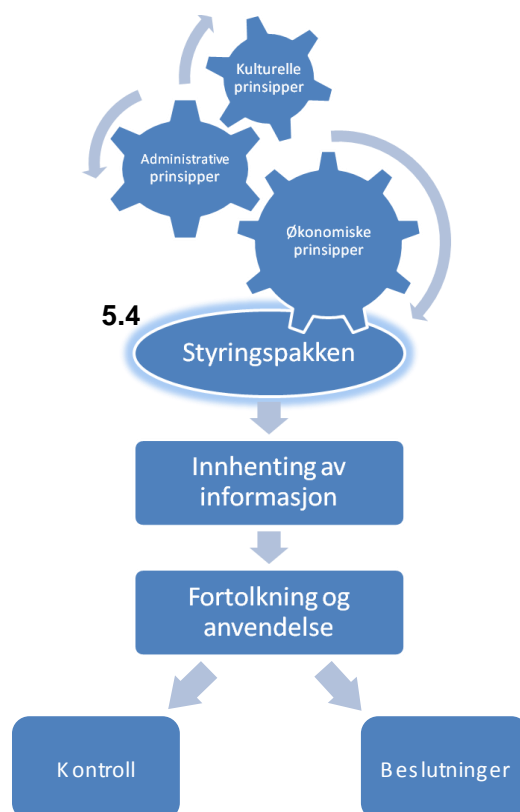 Kulturelle
prinsipper
Administrative
prinsipper
Økonomiske
prinsipper
5.4
Styringspakken
Innhenting av
informasjon
Fortolkning og
anvendelse
Kontroll
Beslutninger